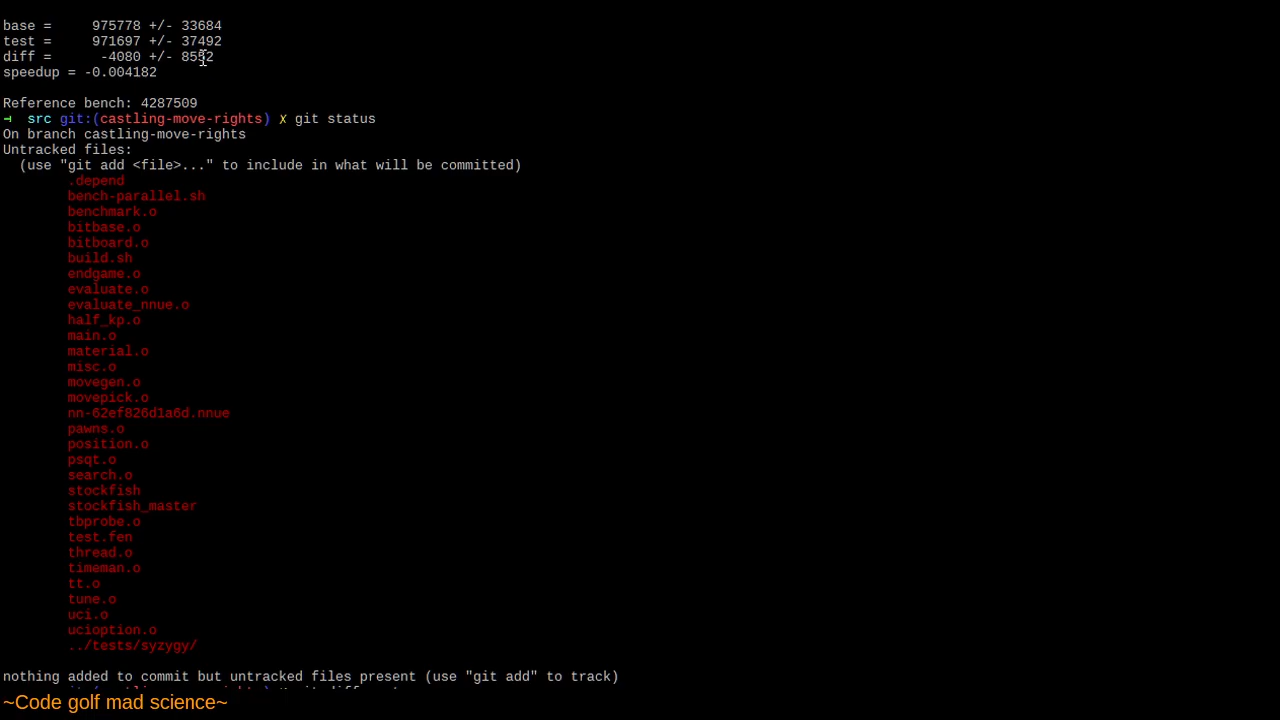 base =     975778 +/- 33684
test =     971697 +/- 37492
diff =      -4080 +/- 8552
speedup = -0.004182
Reference bench: 4287509
src git:(castling-move-rights) ✗ git status
On branch castling-move-rights
Untracked files:
  (use "git add <file>..." to include in what will be committed)
        .depend
        bench-parallel.sh
        benchmark.o
        bitbase.o
        bitboard.o
        build.sh
        endgame.o
        evaluate.o
        evaluate_nnue.o
        half_kp.o
        main.o
        material.o
        misc.o
        movegen.o
        movepick.o
        nn-62ef826d1a6d.nnue
        pawns.o
        position.o
        psqt.o
        search.o
        stockfish
        stockfish_master
        tbprobe.o
        test.fen
        thread.o
        timeman.o
        tt.o
        tune.o
        uci.o
        ucioption.o
        ../tests/syzygy/
nothing added to commit but untracked files present (use "git add" to track)
~Code golf mad science~